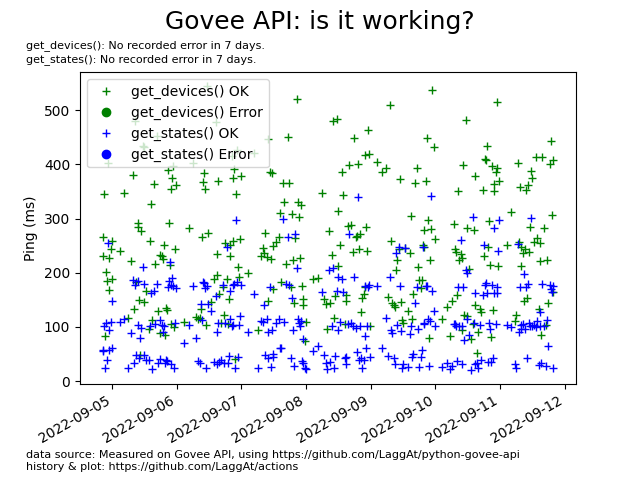 Govee API: is it working?
get_devices(): No recorded error in 7 days.
get_states(): No recorded error in 7 days.
get_devices() OK
get_devices() Error
get_states() OK
get_states() Error
500
400
300
200
100
0
Ping (ms)
2022-09-05
2022-09-06
2022-09-07
2022-09-08
2022-09-09
2022-09-10
2022-09-11
2022-09-12
data source: Measured on Govee API, using https://github.com/LaggAt/python-govee-api
history & plot: https://github.com/LaggAt/actions